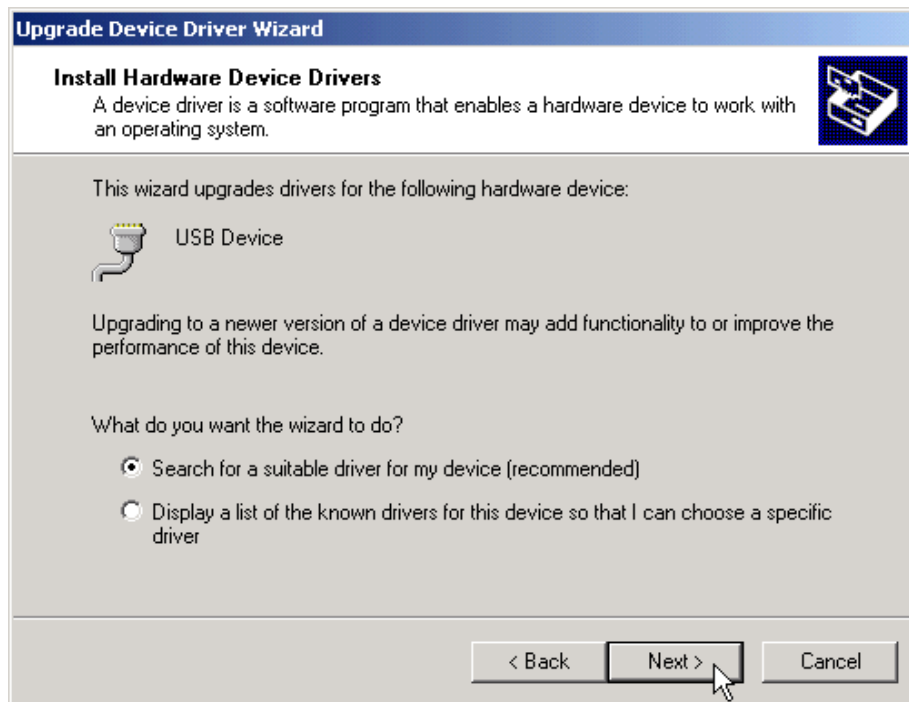 Upgrade Device Driver Wizard
Install Hardware Device Drivers
A device driver is a software program that enables a hardware device to work with
an operating system.
This wizard upgrades drivers for the following hardware device:
USB Device
Upgrading to a newer version of a device driver may add functionality to or improve the
performance of this device.
What do you want the wizard to do?
Search for a suitable driver for my device (recommended)
Display a list of the known drivers for this device so that I can choose a specific
driver
< Back
Next >
Cancel